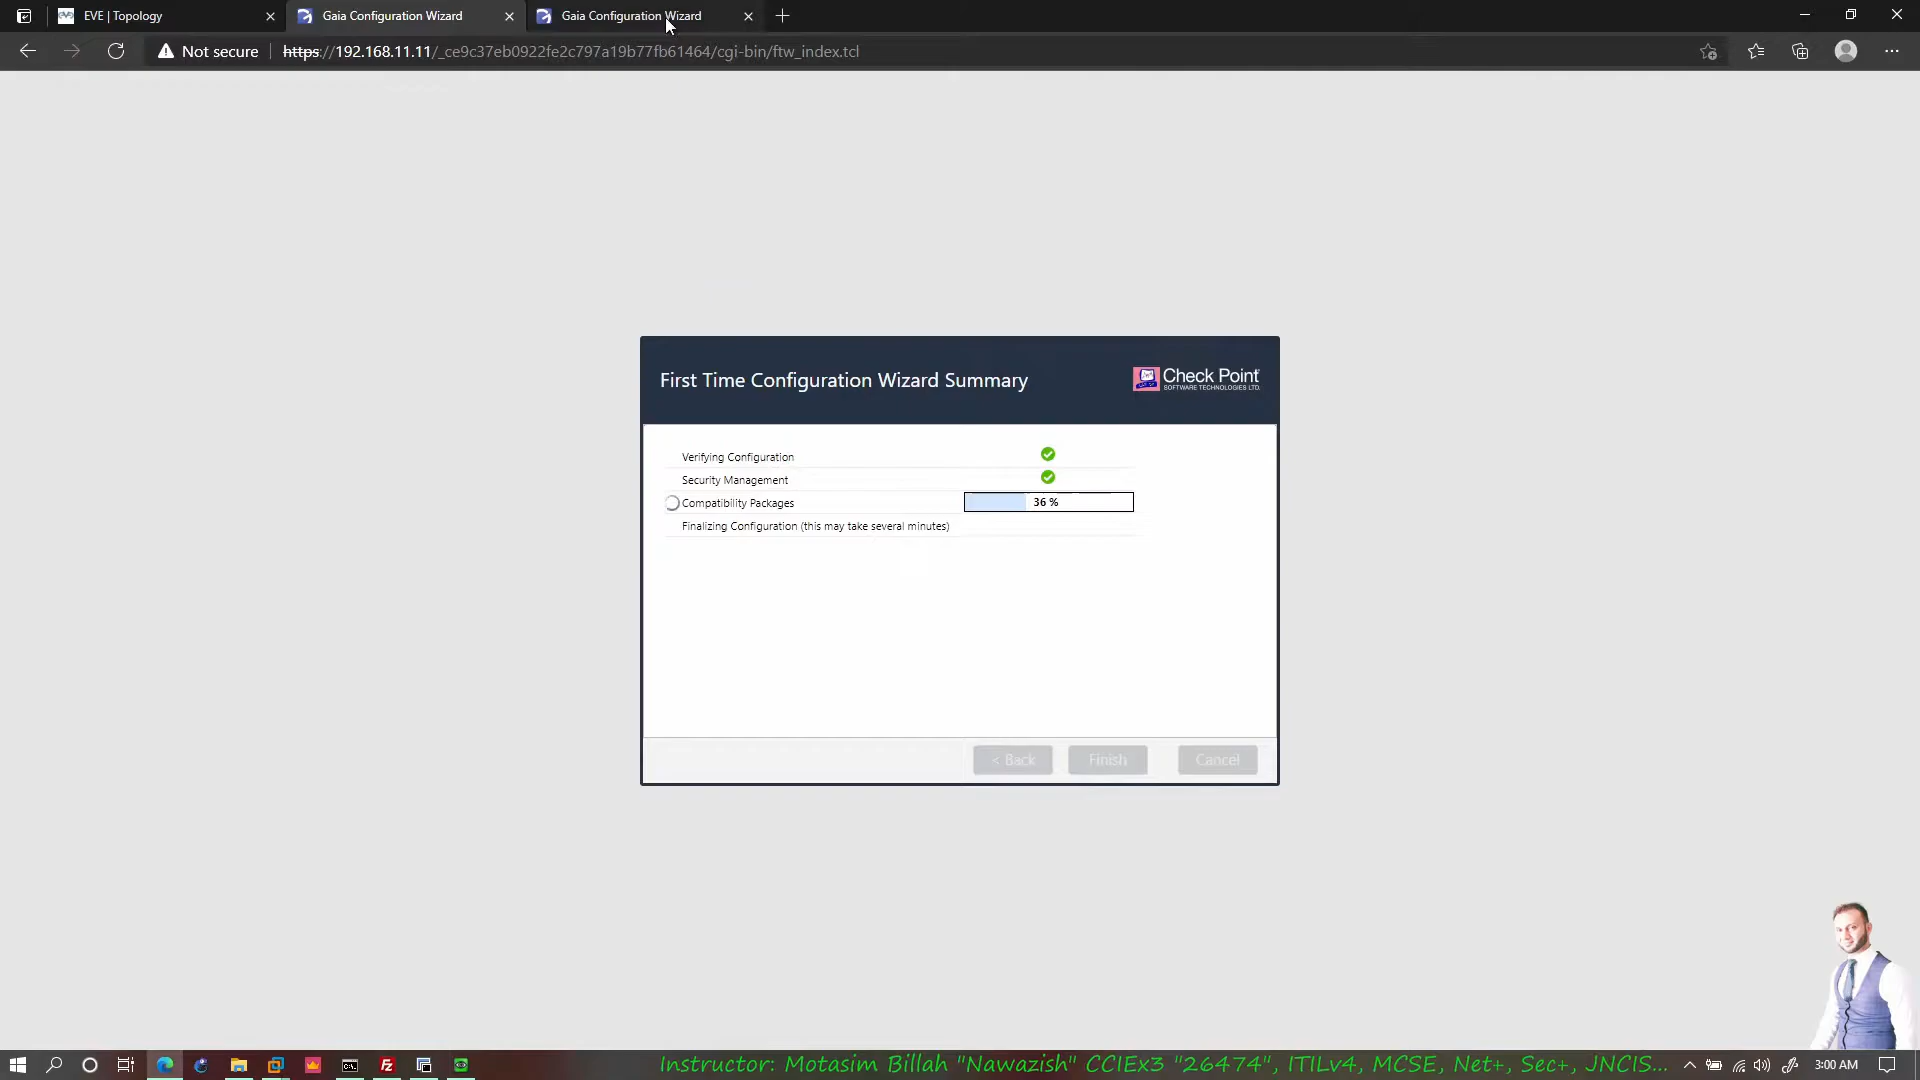 EVE | Topology
Gaia Configuration Wizard
Gaia Configuration Wizard
Not secure
https://192.168.11.11/_ce9c37eb0922fe2c797a19b77fb61464/cgi-bin/ftw_index.tcl
First Time Configuration Wizard Summary
Check Point
SOFTWARE TECHNOLOGIES LTD.
Verifying Configuration
Security Management
Compatibility Packages 36 %
Finalizing Configuration (this may take several minutes)
< Back Finish Cancel
Instructor: Motasim Billah "Nawazish" CCIEx3 "26474", ITILv4, MCSE, Net+, Sec+, JNCIS...
3:00 AM